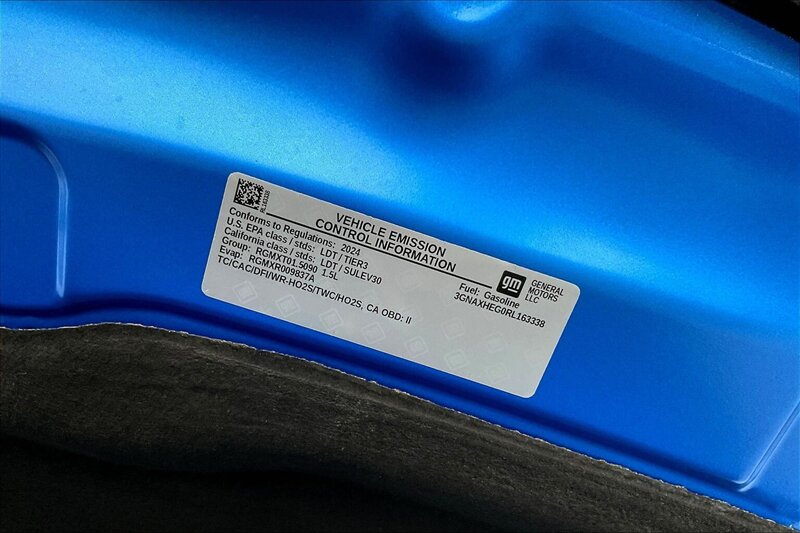 RL163338
VEHICLE EMISSION
CONTROL INFORMATION
gm
GENERAL
MOTORS
LLC
Conforms to Regulations: 2024
U.S. EPA class / stds: LDT / TIER3
California class / stds: LDT / SULEV30
Group: RGMXT01.5090 1.5L
Evap: RGMXR009837A
TC/CAC/DFI/WR-HO2S/TWC/HO2S, CA OBD: II
Fuel: Gasoline
3GNAXHEG0RL163338